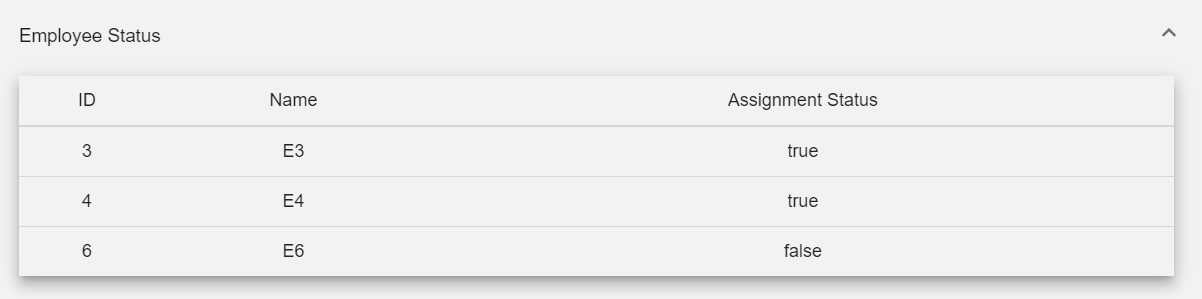 Employee Status
ID Name Assignment Status
3 E3 true
4 E4 true
6 E6 false